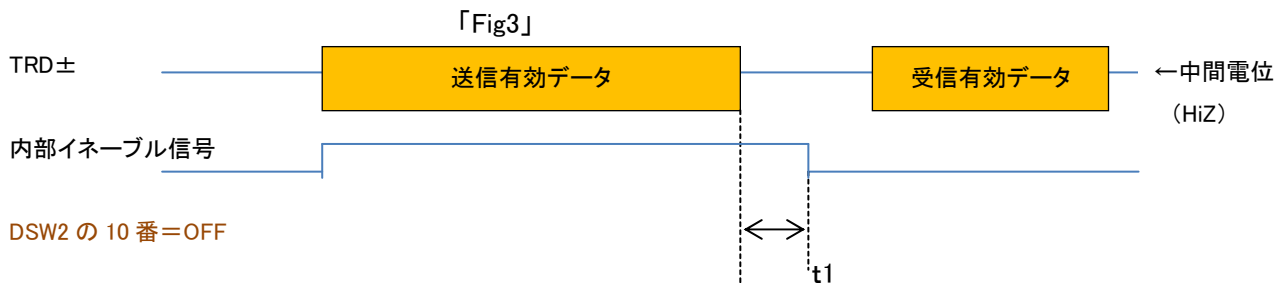 「Fig3」
TRD±
送信有効データ
受信有効データ
←中間電位
(HiZ)
内部イネーブル信号
DSW2 の 10 番=OFF
t1